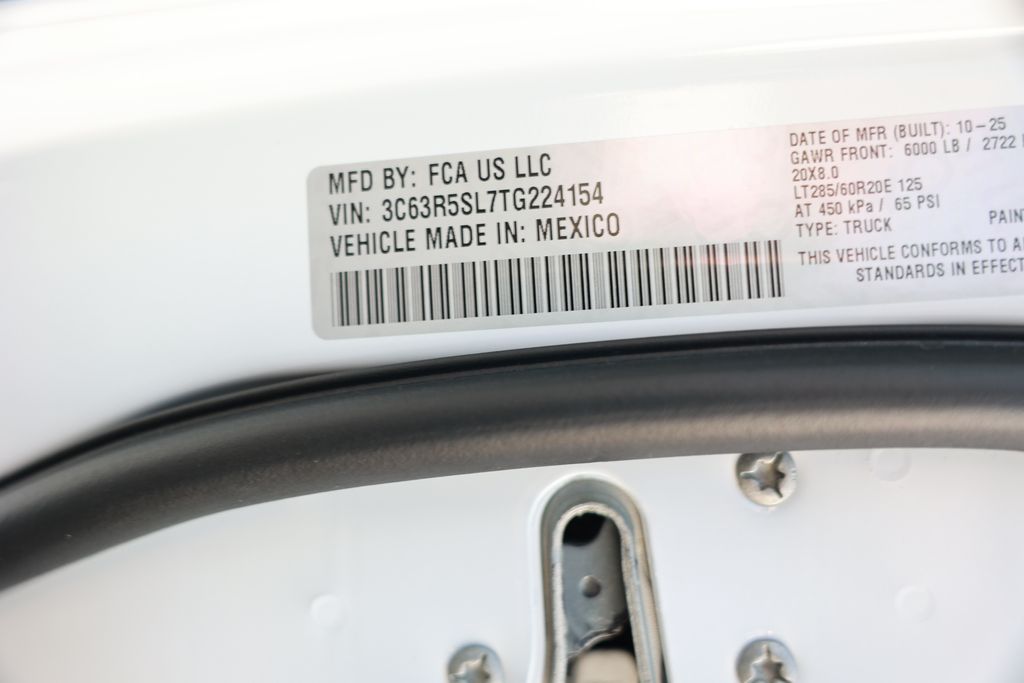 MFD BY: FCA US LLC
VIN: 3C63R5SL7TG224154
VEHICLE MADE IN: MEXICO
DATE OF MFR (BUILT): 10-25
GAWR FRONT: 6000 LB / 2722
20X8.0
LT285/60R20E 125
AT 450 kPa / 65 PSI
TYPE: TRUCK
PAIN
THIS VEHICLE CONFORMS TO A
STANDARDS IN EFFECT